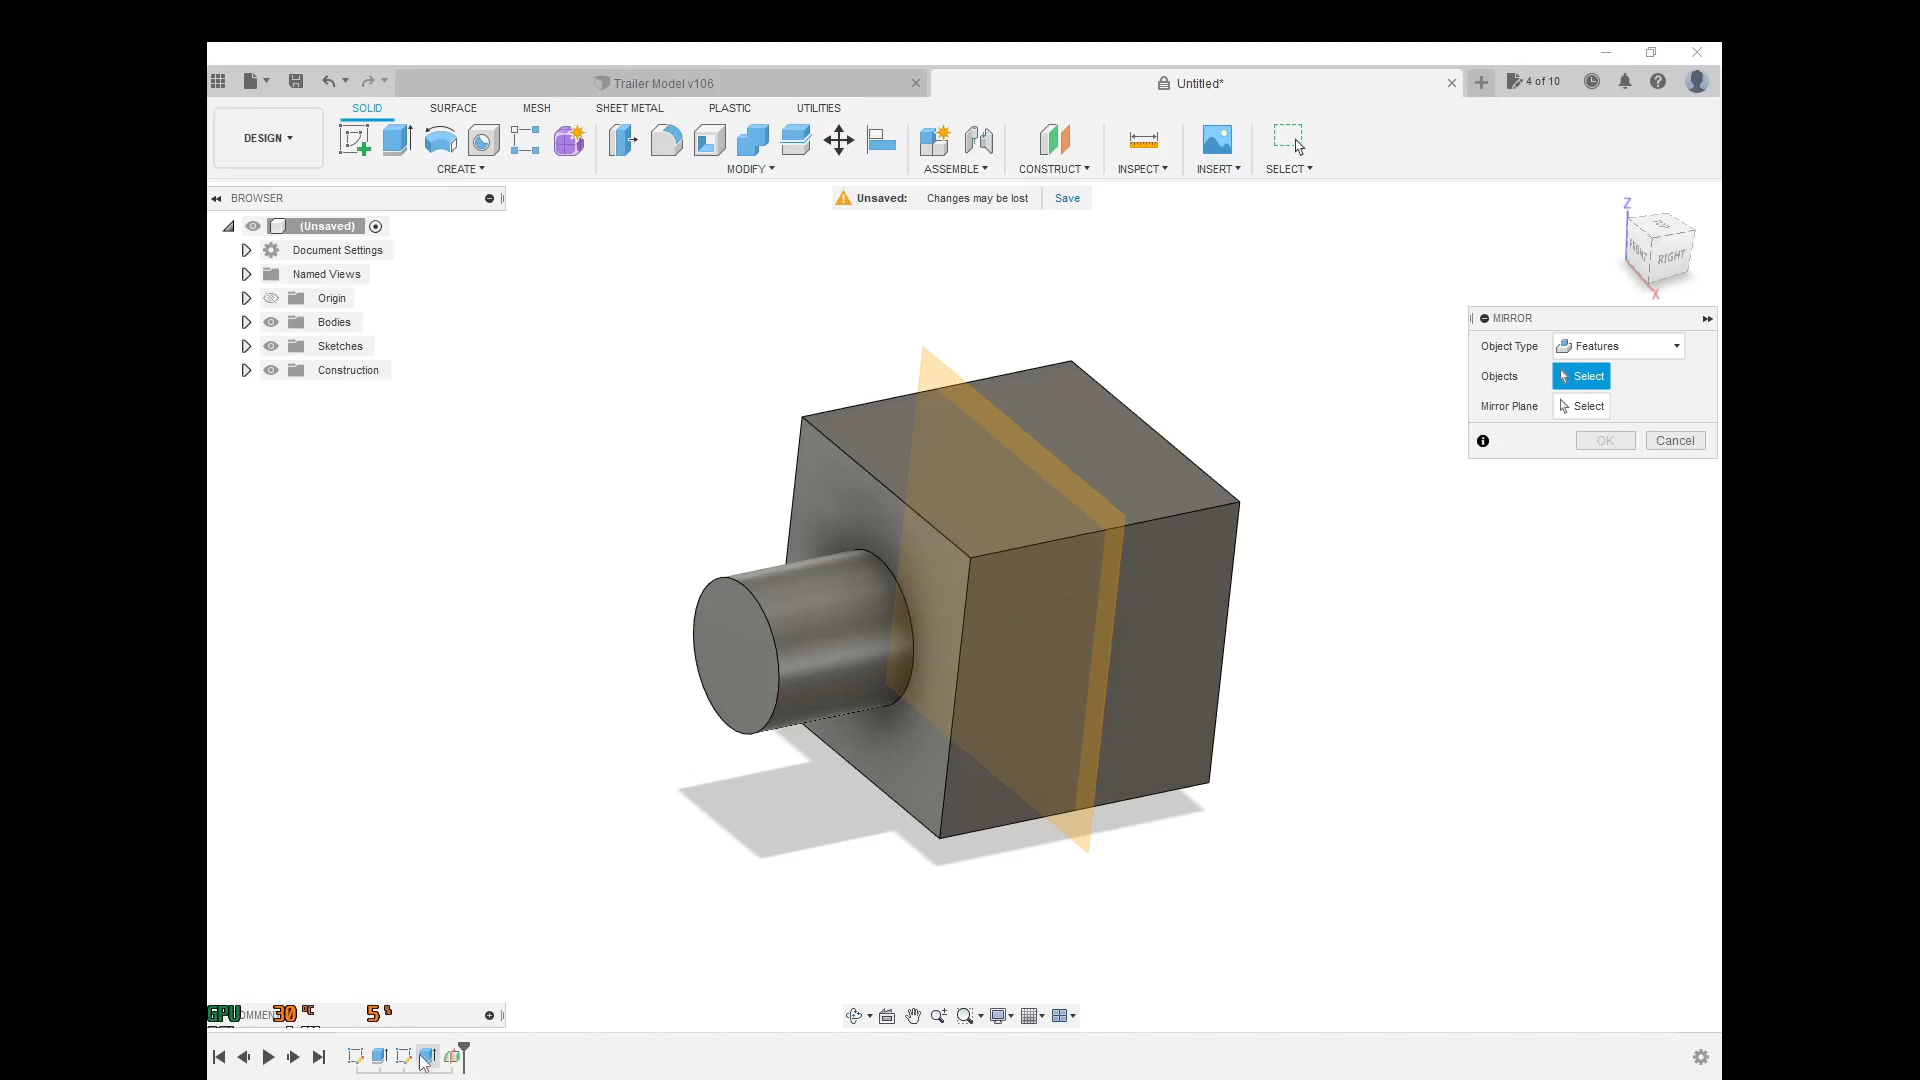 Trailer Model v106
Untitled*
4 of 10
DESIGN
SOLID
SURFACE
MESH
SHEET METAL
PLASTIC
UTILITIES
CREATE
MODIFY
ASSEMBLE
CONSTRUCT
INSPECT
INSERT
SELECT
BROWSER
Unsaved: Changes may be lost Save
(Unsaved)
Document Settings
Named Views
Origin
Bodies
Sketches
Construction
Z
FRONT
RIGHT
X
MIRROR
Object Type Features
Objects Select
Mirror Plane Select
OK Cancel
GPU 30 °C 5 %